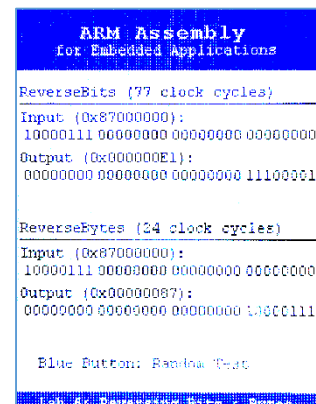 ARM Assembly
for Embedded Applications
ReverseBits (77 clock cycles)
Input (0x87000000):
10000111 00000000 00000000 00000000
Output (0x000000E1):
00000000 00000000 00000000 11100001
ReverseBytes (24 clock cycles)
Input (0x87000000):
10000111 00000000 00000000 00000000
Output (0x00000087):
00000000 00000000 00000000 10000111
Blue Button: Random Test